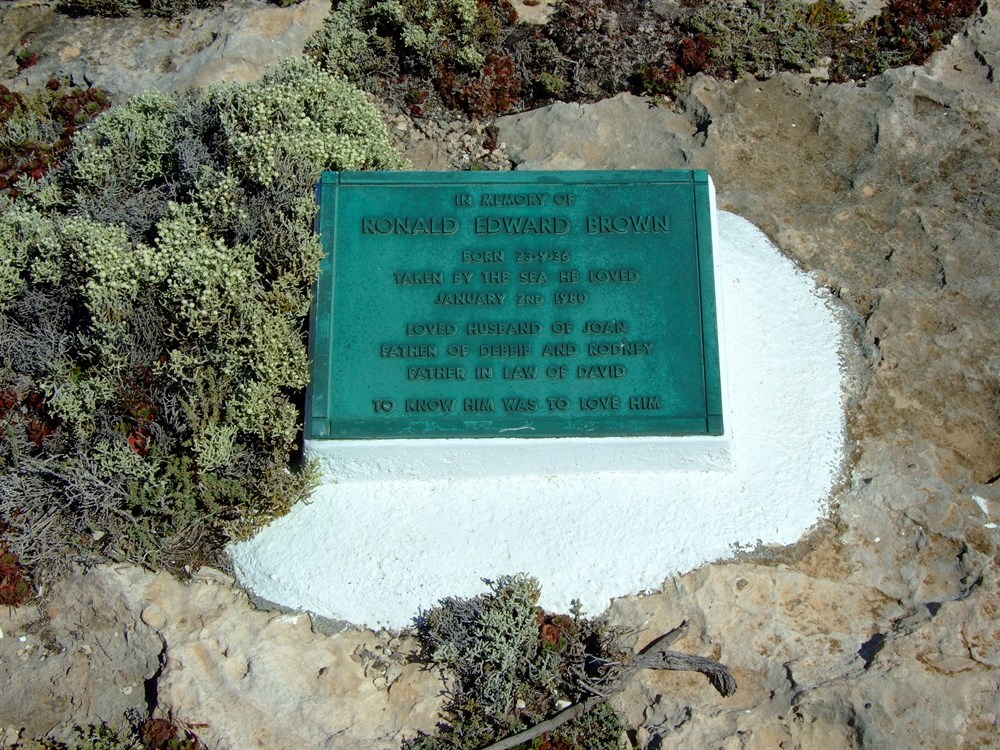 IN MEMORY OF
RONALD EDWARD BROWN
BORN 23·9·36
TAKEN BY THE SEA HE LOVED
JANUARY 2ND 1980
LOVED HUSBAND OF JOAN
FATHER OF DEBBIE AND RODNEY
FATHER IN LAW OF DAVID
TO KNOW HIM WAS TO LOVE HIM